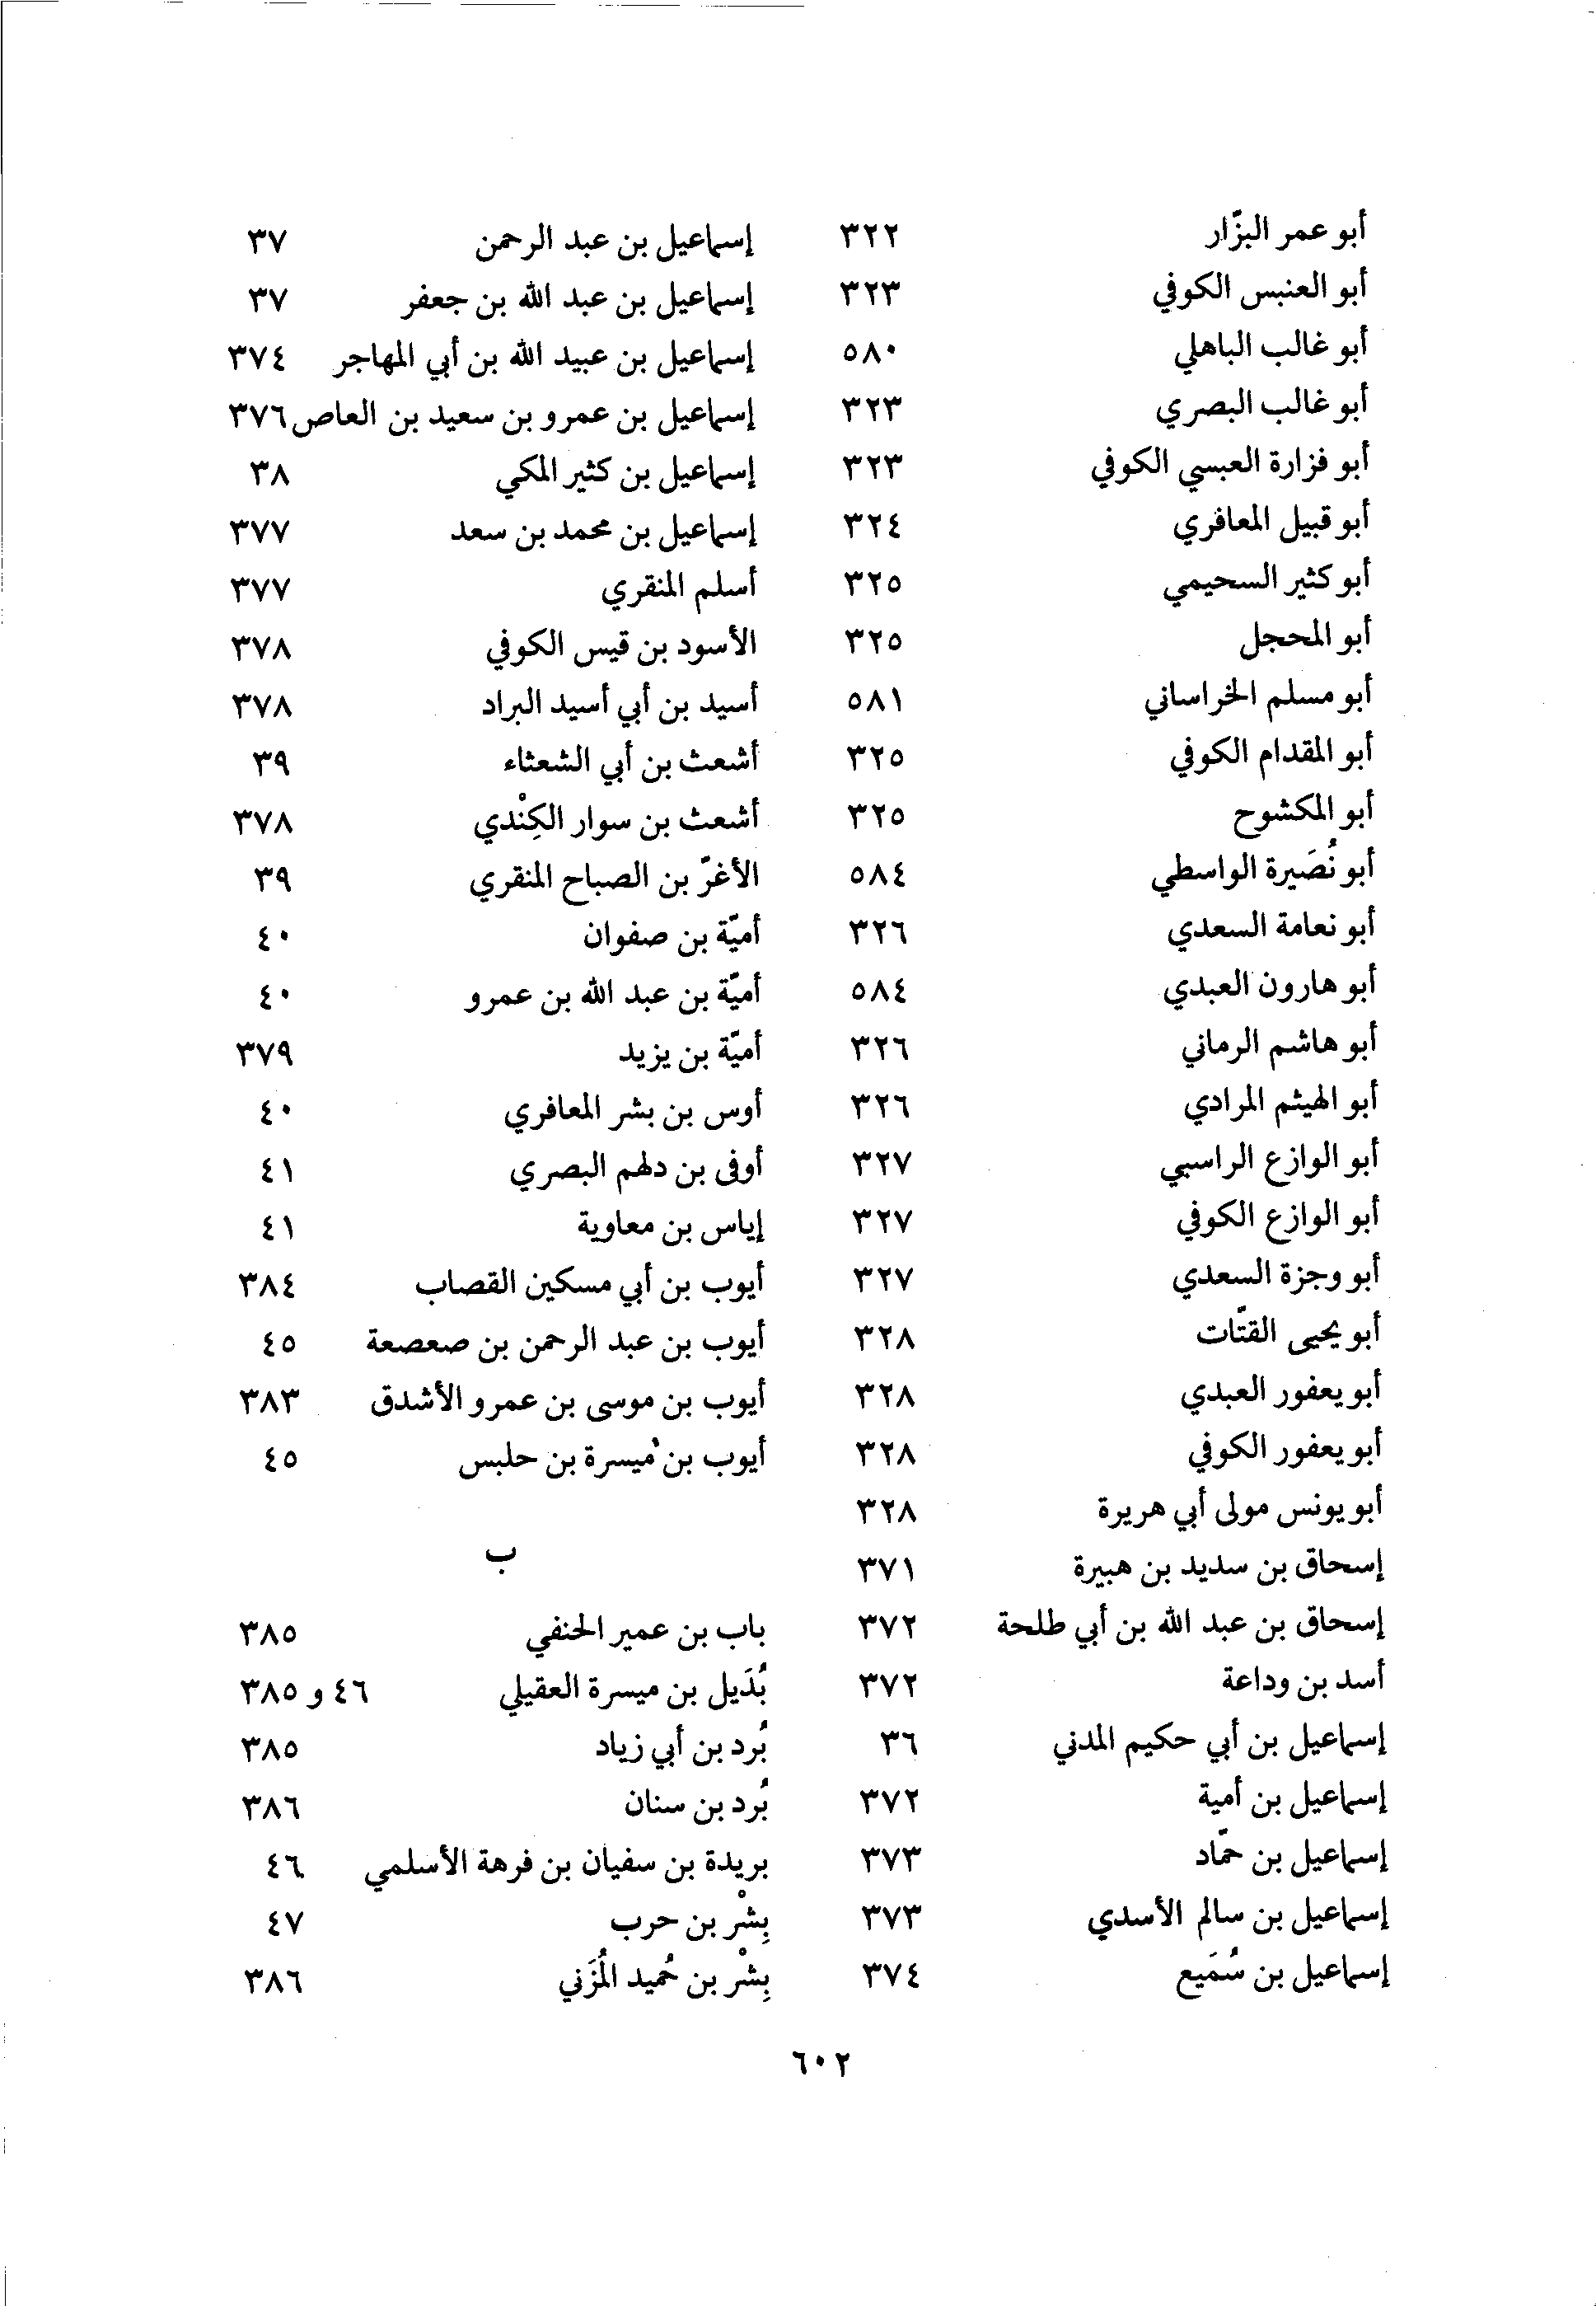 أبو عمر البزّار ٣٢٢
أبو العنبس الكوفي ٣٢٣
أبو غالب الباهلي ٥٨٠
أبو غالب البصري ٣٢٣
أبو فزارة العبسي الكوفي ٣٢٣
أبو قبيل المعافري ٣٢٤
أبو كثير السحيمي ٣٢٥
أبو المحجل ٣٢٥
أبو مسلم الخراساني ٥٨١
أبو المقدام الكوفي ٣٢٥
أبو المكشوح ٣٢٥
أبو نُصَيرة الواسطي ٥٨٤
أبو نعامة السعدي ٣٢٦
أبو هارون العبدي ٥٨٤
أبو هاشم الرماني ٣٢٦
أبو الهيثم المرادي ٣٢٦
أبو الوازع الراسبي ٣٢٧
أبو الوازع الكوفي ٣٢٧
أبو وجزة السعدي ٣٢٧
أبو يحيى القتّات ٣٢٨
أبو يعفور العبدي ٣٢٨
أبو يعفور الكوفي ٣٢٨
أبو يونس مولى أبي هريرة ٣٢٨
إسحاق بن سديد بن هبيرة ٣٧١
إسحاق بن عبد الله بن أبي طلحة ٣٧٢
أسد بن وداعة ٣٧٢
إسماعيل بن أبي حكيم المدني ٣٦
إسماعيل بن أمية ٣٧٢
إسماعيل بن حمّاد ٣٧٣
إسماعيل بن سالم الأسدي ٣٧٣
إسماعيل بن سُمَيع ٣٧٤
إسماعيل بن عبد الرحمن ٣٧
إسماعيل بن عبد الله بن جعفر ٣٧
إسماعيل بن عبيد الله بن أبي المهاجر ٣٧٤
إسماعيل بن عمرو بن سعيد بن العاص ٣٧٦
إسماعيل بن كثير المكي ٣٨
إسماعيل بن محمد بن سعد ٣٧٧
أسلم المنقري ٣٧٧
الأسود بن قيس الكوفي ٣٧٨
أسيد بن أبي أسيد البراد ٣٧٨
أشعث بن أبي الشعثاء ٣٩
أشعث بن سوار الكِنْدي ٣٧٨
الأغرّ بن الصباح المنقري ٣٩
أميّة بن صفوان ٤٠
أميّة بن عبد الله بن عمرو ٤٠
أميّة بن يزيد ٣٧٩
أوس بن بشر المعافري ٤٠
أوفى بن دلهم البصري ٤١
إياس بن معاوية ٤١
أيوب بن أبي مسكين القصاب ٣٨٤
أيوب بن عبد الرحمن بن صعصعة ٤٥
أيوب بن موسى بن عمرو الأشدق ٣٨٣
أيوب بن ميسرة بن حلبس ٤٥
ب
باب بن عمير الحنفي ٣٨٥
بُدَيل بن ميسرة العقيلي ٤٦ و ٣٨٥
بُرد بن أبي زياد ٣٨٥
بُرد بن سنان ٣٨٦
بريدة بن سفيان بن فرهة الأسلمي ٤٦
بِشْر بن حرب ٤٧
بِشْر بن حُميد المُزَني ٣٨٦
٦٠٢